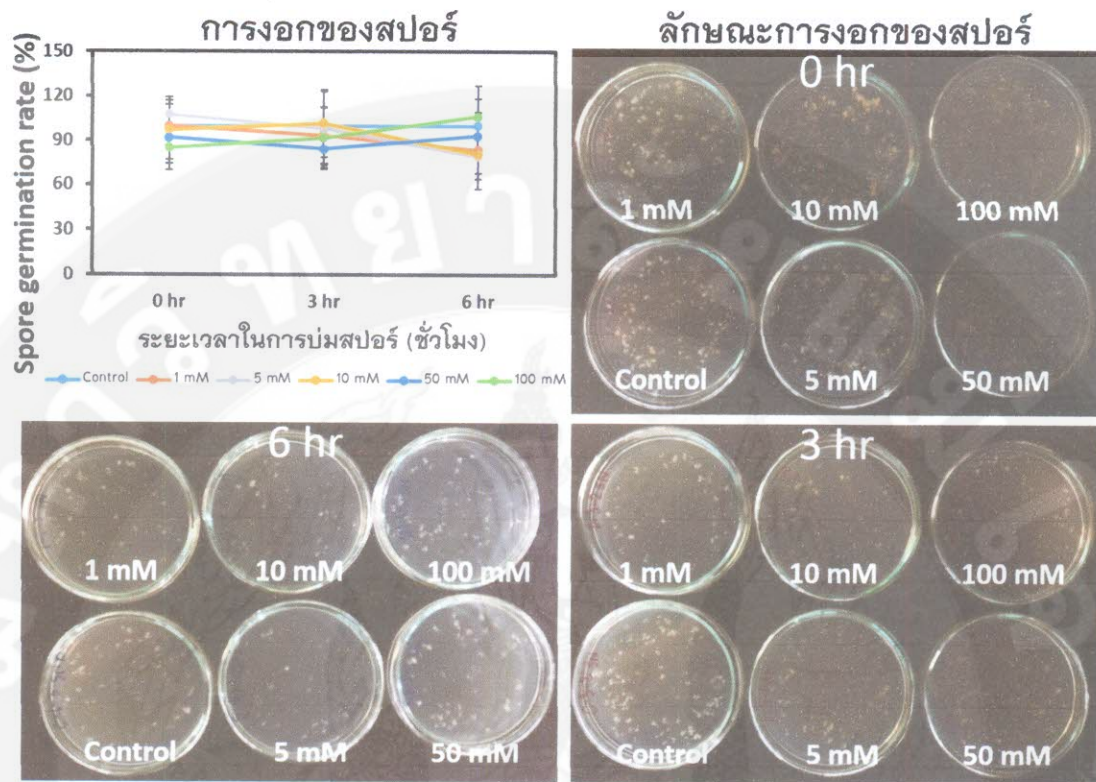 การงอกของสปอร์
Spore germination rate (%)
150
120
90
60
30
0
0 hr
3 hr
6 hr
ระยะเวลาในการบ่มสปอร์ (ชั่วโมง)
Control 1 mM 5 mM 10 mM 50 mM 100 mM
ลักษณะการงอกของสปอร์
0 hr
1 mM 10 mM 100 mM
Control 5 mM 50 mM
6 hr
1 mM 10 mM 100 mM
Control 5 mM 50 mM
3 hr
1 mM 10 mM 100 mM
Control 5 mM 50 mM